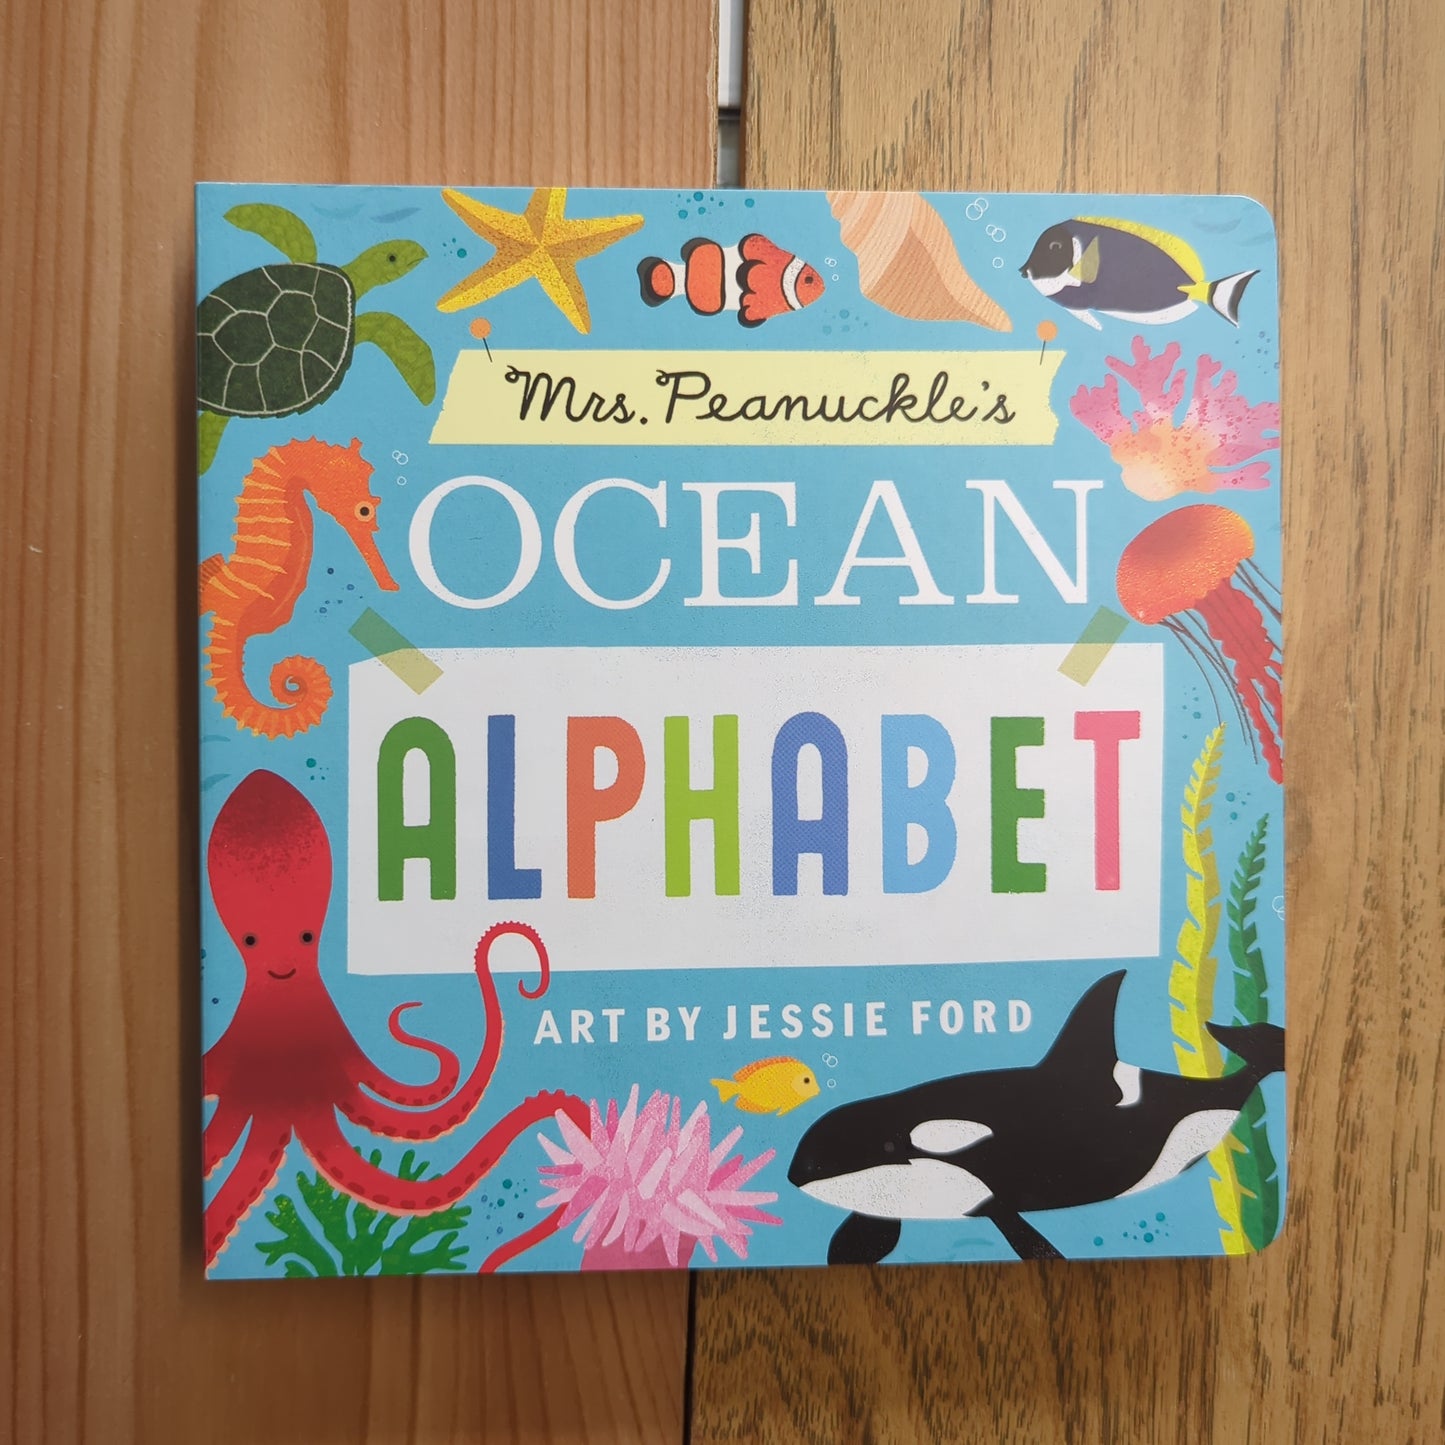 Mrs. Peanuckle's
OCEAN
ALPHABET
ART BY JESSIE FORD